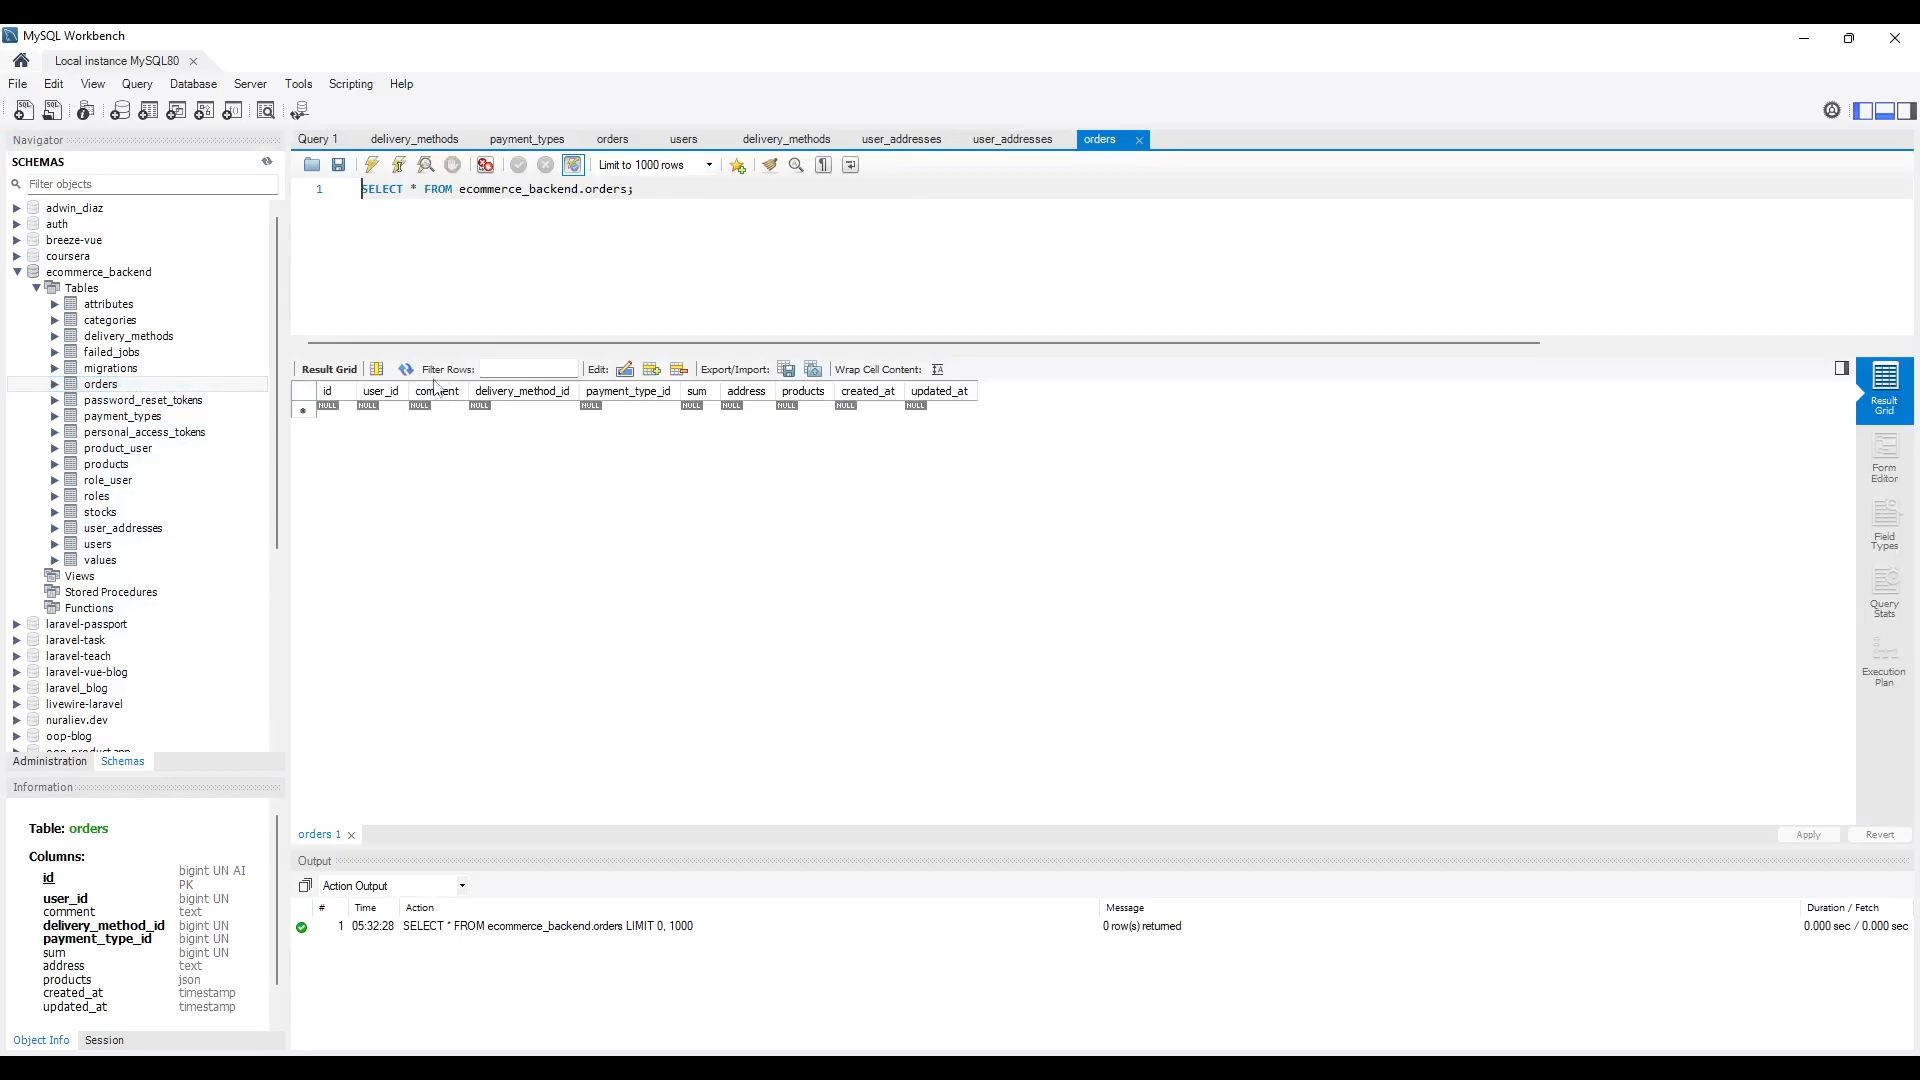 MySQL Workbench
Local instance MySQL80
File Edit View Query Database Server Tools Scripting Help
Navigator
SCHEMAS
Filter objects
adwin_diaz
auth
breeze-vue
coursera
ecommerce_backend
Tables
attributes
categories
delivery_methods
failed_jobs
migrations
orders
password_reset_tokens
payment_types
personal_access_tokens
product_user
products
role_user
roles
stocks
user_addresses
users
values
Views
Stored Procedures
Functions
laravel-passport
laravel-task
laravel-teach
laravel-vue-blog
laravel_blog
livewire-laravel
nuraliev.dev
oop-blog
Administration Schemas
Information
Table: orders
Columns:
id bigint UN AI
PK
user_id bigint UN
comment text
delivery_method_id bigint UN
payment_type_id bigint UN
sum bigint UN
address text
products json
created_at timestamp
updated_at timestamp
Object Info Session
Query 1 delivery_methods payment_types orders users delivery_methods user_addresses user_addresses orders
Limit to 1000 rows
1 SELECT * FROM ecommerce_backend.orders;
Result Grid Filter Rows: Edit: Export/Import: Wrap Cell Content:
id user_id comment delivery_method_id payment_type_id sum address products created_at updated_at
NULL NULL NULL NULL NULL NULL NULL NULL NULL NULL
Result
Grid
Form
Editor
Field
Types
Query
Stats
Execution
Plan
orders 1
Apply Revert
Output
Action Output
# Time Action Message Duration / Fetch
1 05:32:28 SELECT * FROM ecommerce_backend.orders LIMIT 0, 1000 0 row(s) returned 0.000 sec / 0.000 sec